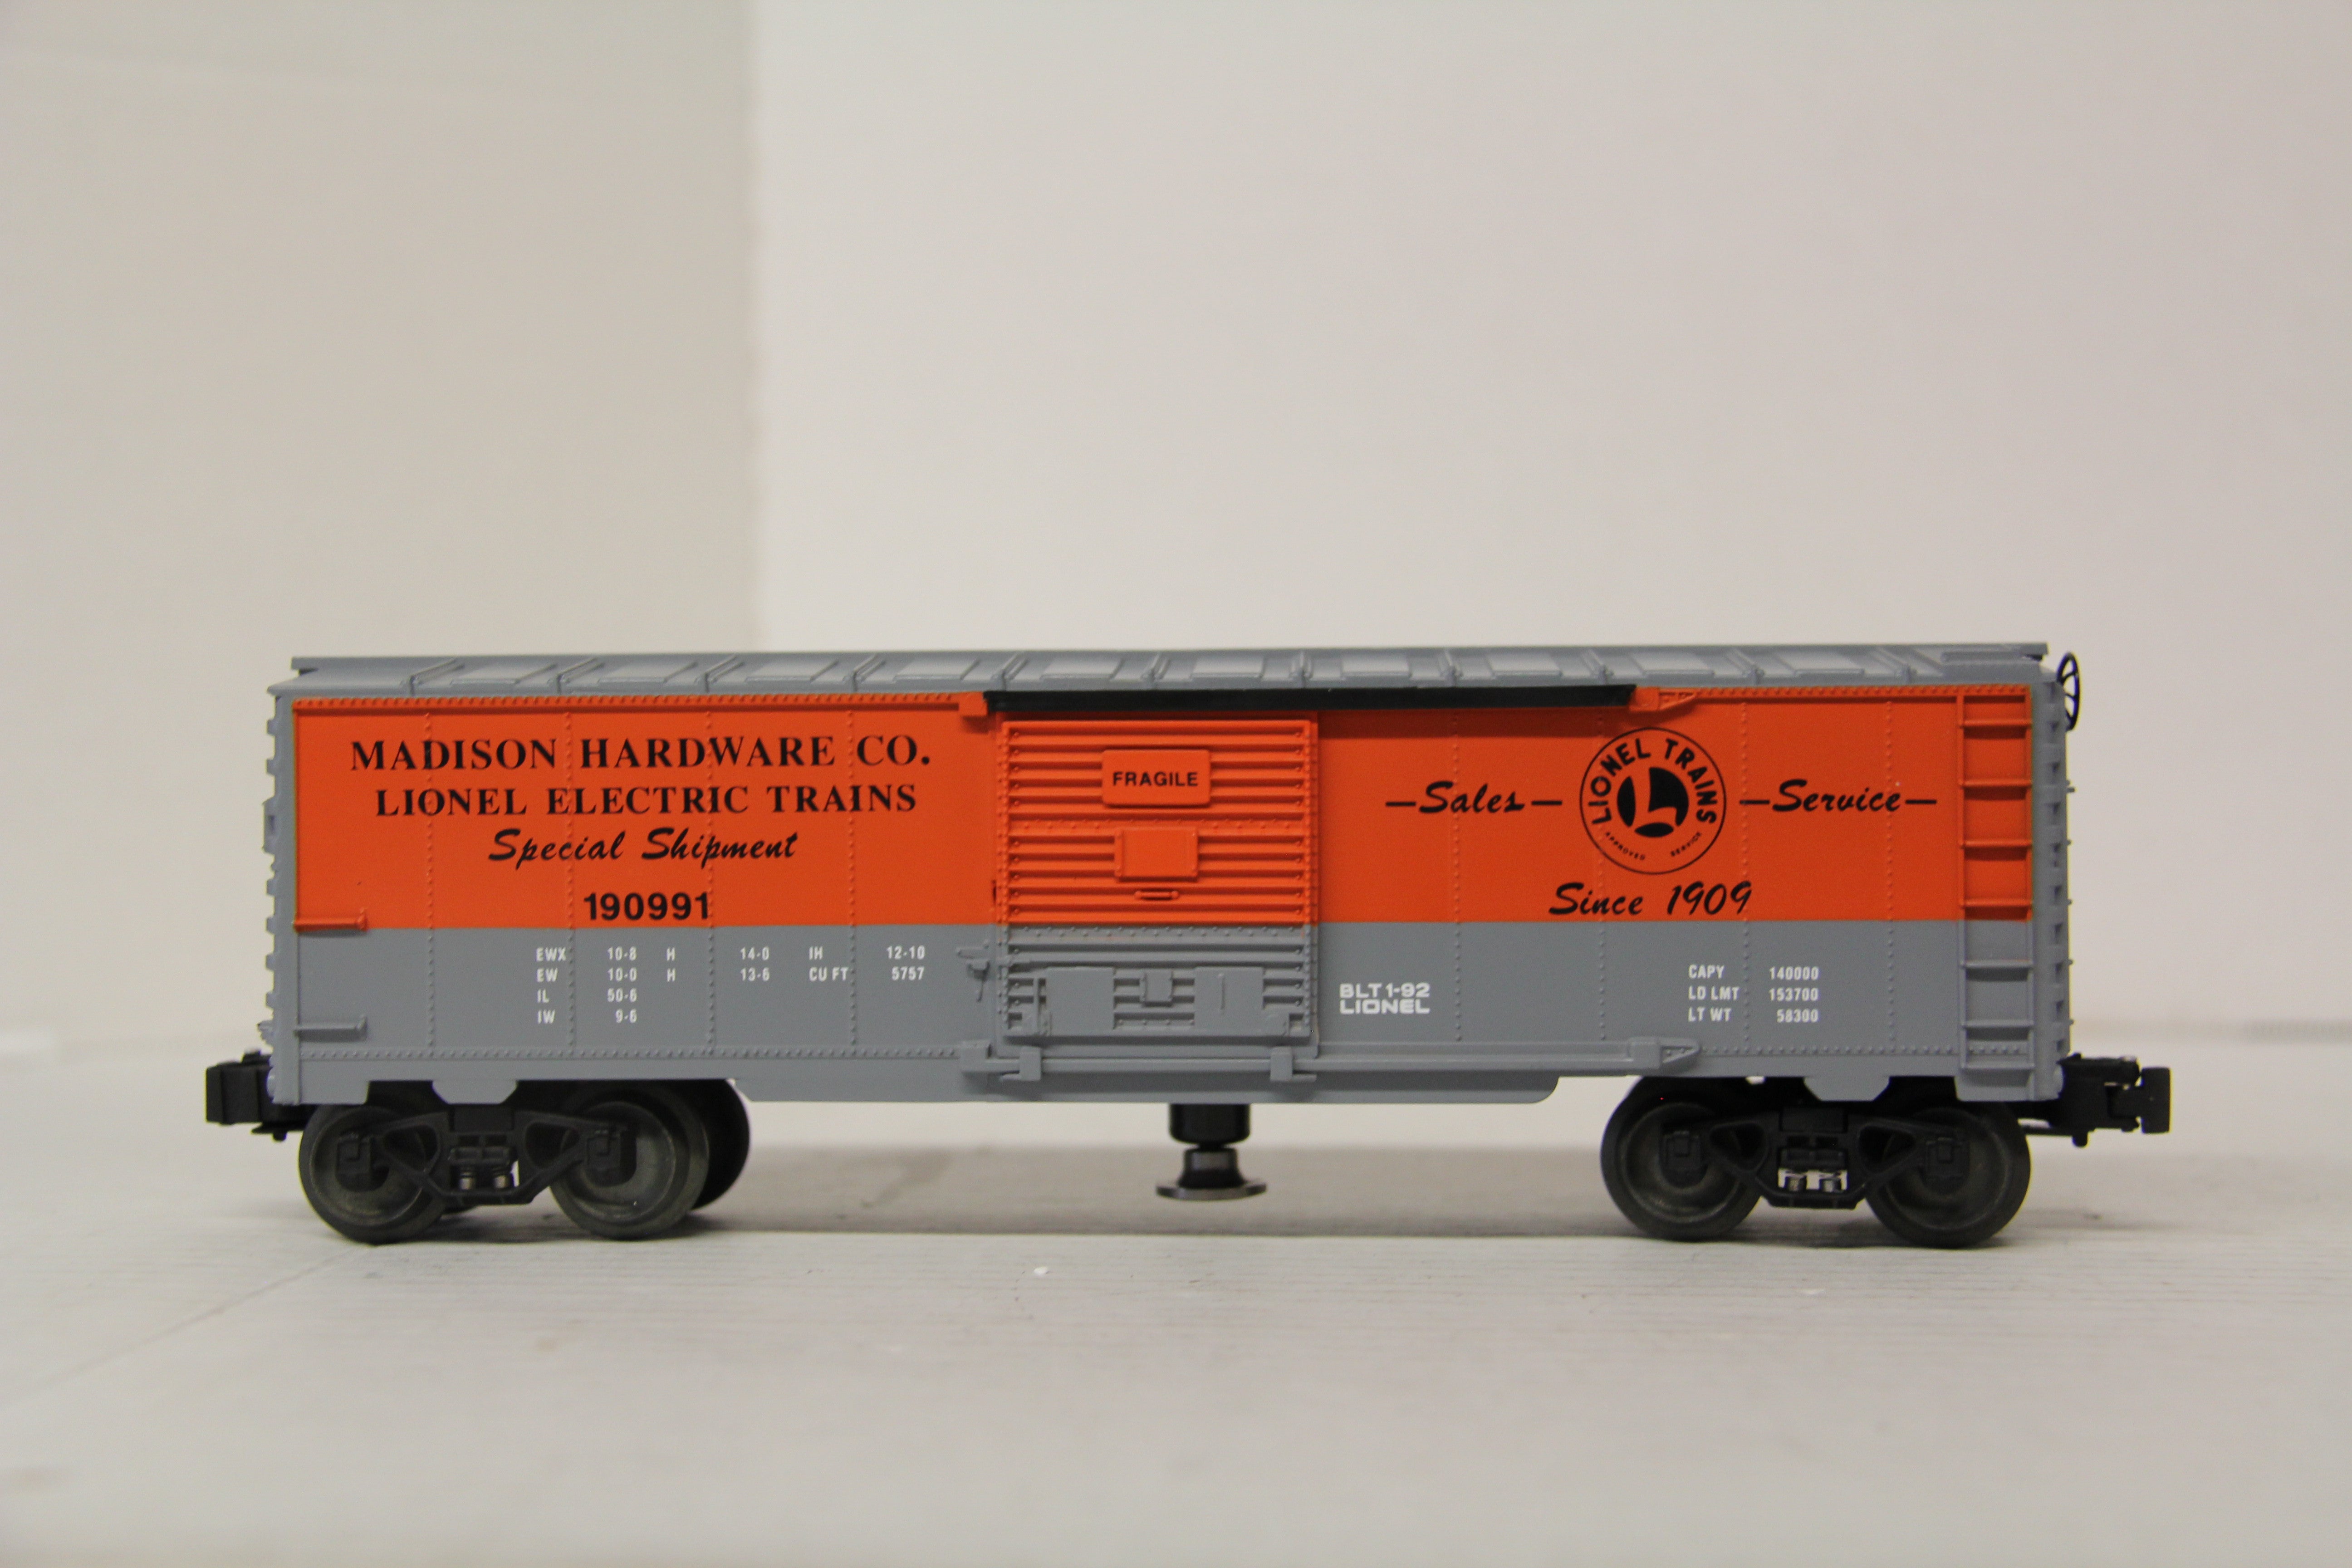 MADISON HARDWARE CO.
LIONEL ELECTRIC TRAINS
Special Shipment
190991
EWX 10-8 H 14-0 IH 12-10
EW 10-0 H 13-6 CU FT 5757
IL 50-6
IW 9-6
FRAGILE
BLT 1-92
LIONEL
—Sales— —Service—
LIONEL TRAINS
APPROVED SERVICE
L
Since 1909
CAPY 140000
LD LMT 153700
LT WT 58300